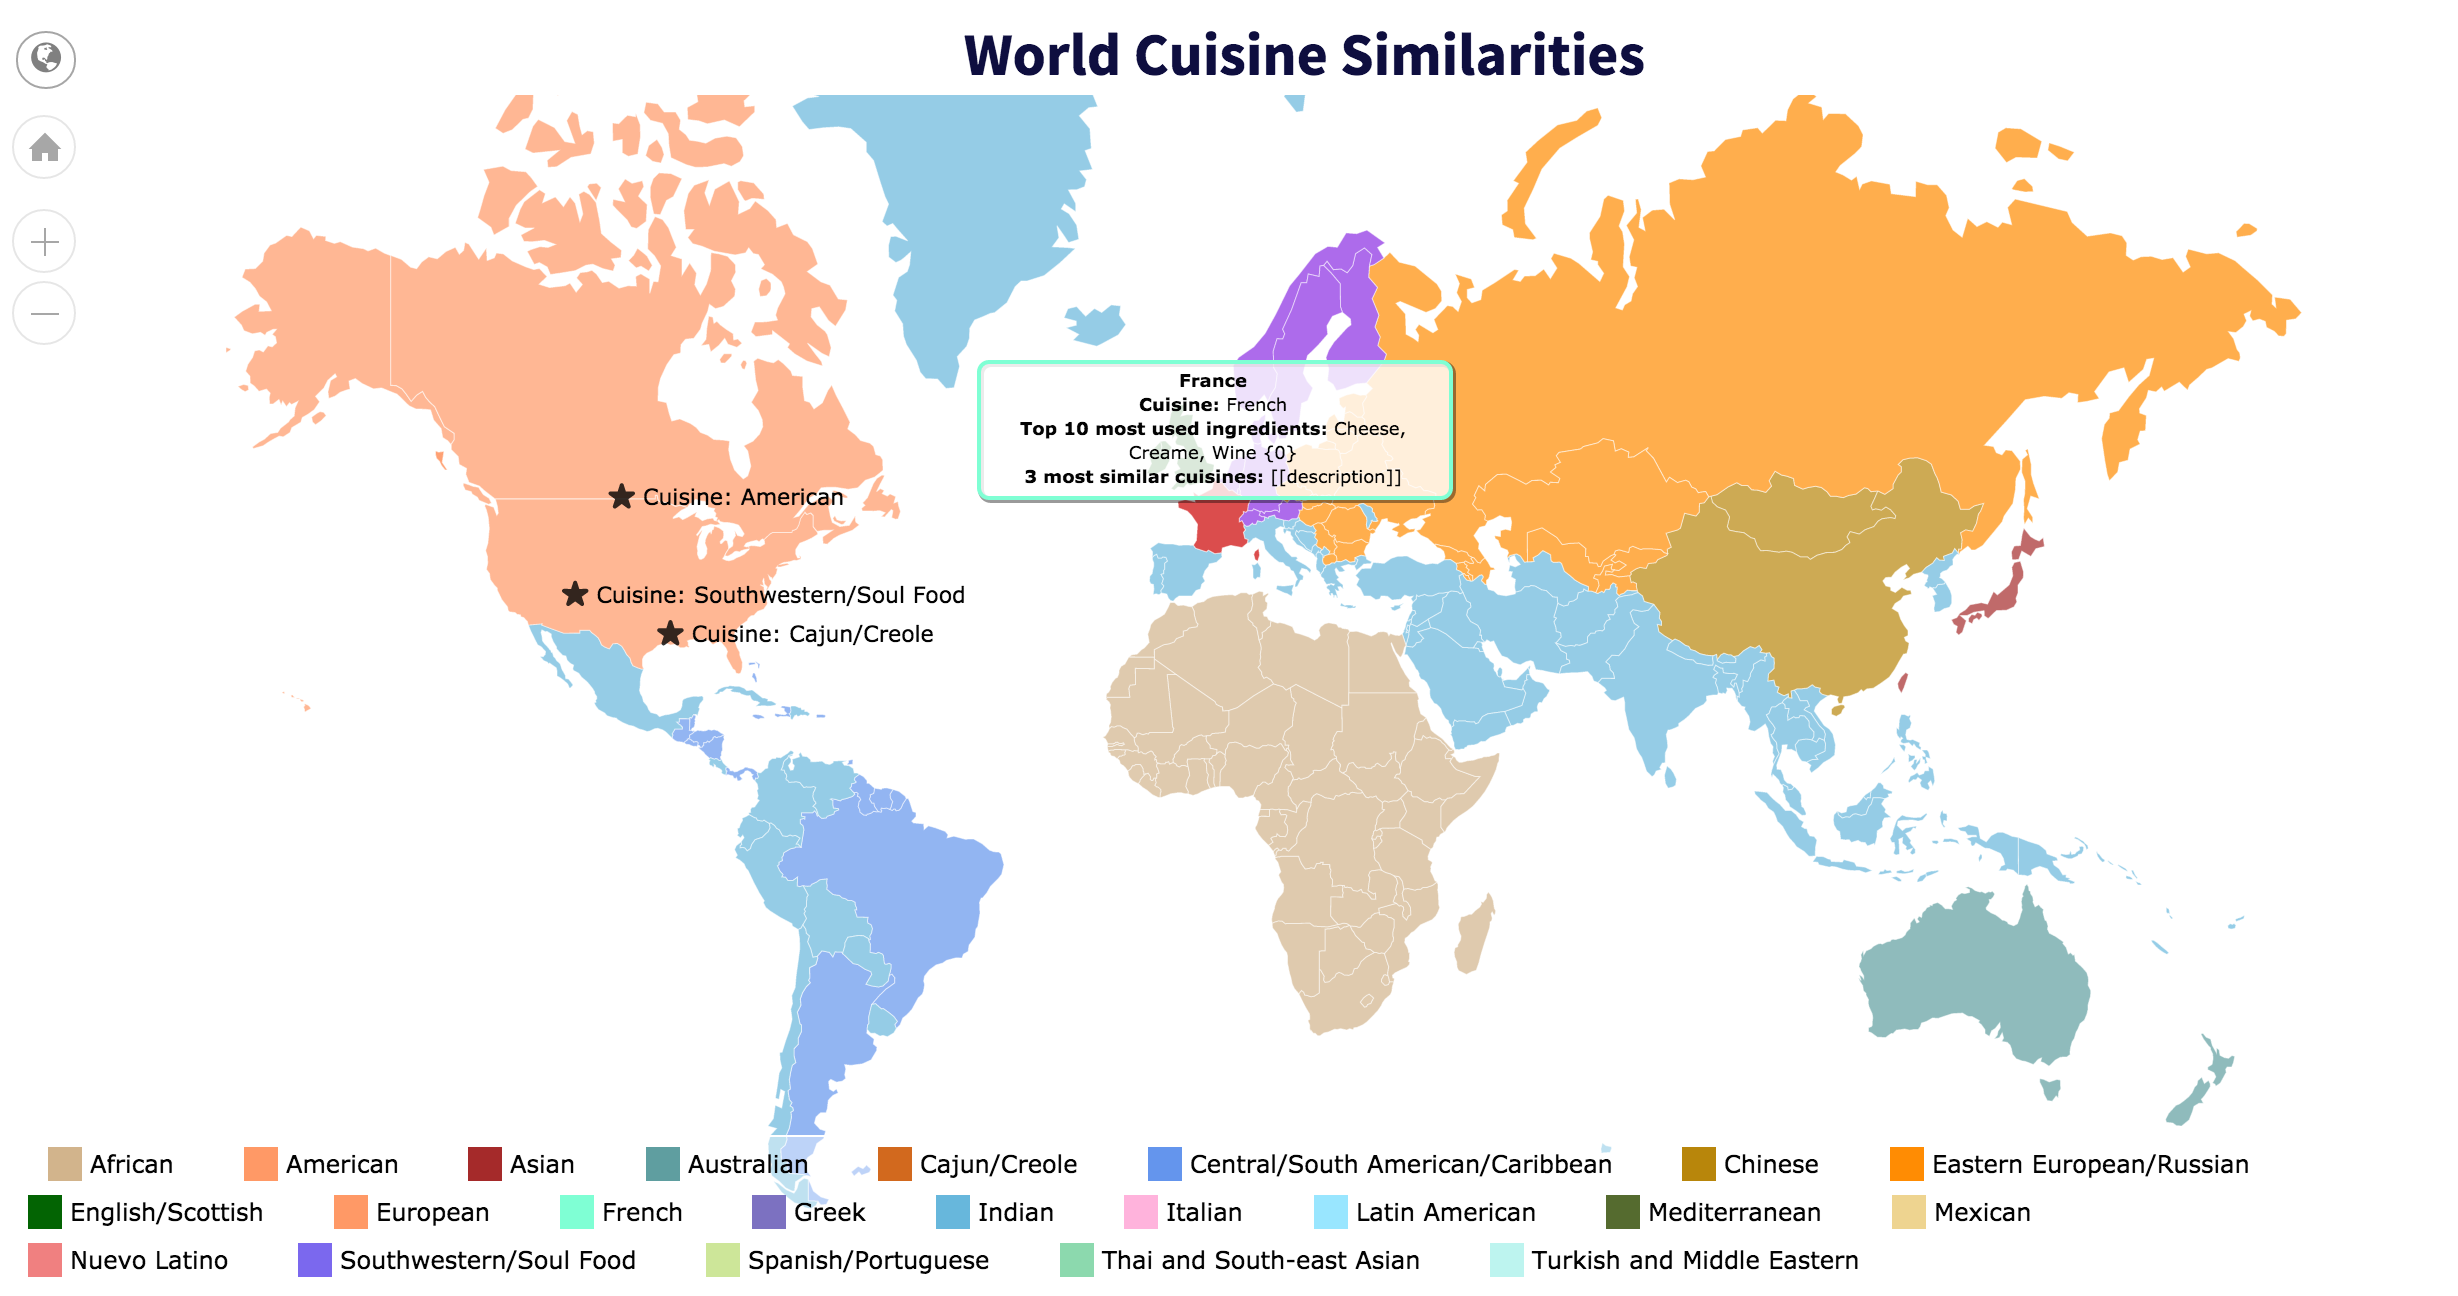 World Cuisine Similarities
France
Cuisine: French
Top 10 most used ingredients: Cheese,
Creame, Wine {0}
3 most similar cuisines: [[description]]
Cuisine: American
Cuisine: Southwestern/Soul Food
Cuisine: Cajun/Creole
African American Asian Australian Cajun/Creole Central/South American/Caribbean Chinese Eastern European/Russian
English/Scottish European French Greek Indian Italian Latin American Mediterranean Mexican
Nuevo Latino Southwestern/Soul Food Spanish/Portuguese Thai and South-east Asian Turkish and Middle Eastern